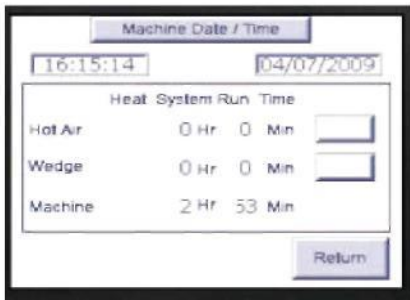 Machine Date / Time
16:15:14 04/07/2009
Heat System Run Time
Hot Air 0 Hr 0 Min
Wedge 0 Hr 0 Min
Machine 2 Hr 53 Min
Return